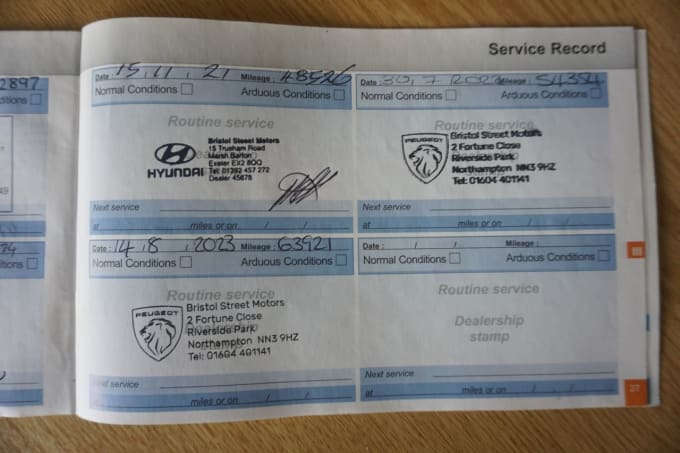 Service Record
2897
Date : 15, 11, 21 Mileage : 48526
Normal Conditions Arduous Conditions
Routine service
HYUNDAI
Bristol Street Motors
15 Trusham Road
Marsh Barton
Exeter EX2 8QQ
Tel: 01392 457 272
Dealer 45678
Next service
at miles or on / /
Date : 30, 7 Mileage : 54354
Normal Conditions Arduous Conditions
Routine service
PEUGEOT
Bristol Street Motors
2 Fortune Close
Riverside Park
Northampton NN3 9HZ
Tel: 01604 401141
Next service
at miles or on / /
Date : 14, 8, 2023 Mileage : 63921
Normal Conditions Arduous Conditions
Routine service
Dealership
PEUGEOT
Bristol Street Motors
2 Fortune Close
Riverside Park
Northampton NN3 9HZ
Tel: 01604 401141
Next service
at miles or on / /
Date : / / Mileage :
Normal Conditions Arduous Conditions
Routine service
Dealership
stamp
Next service
at miles or on / /
27